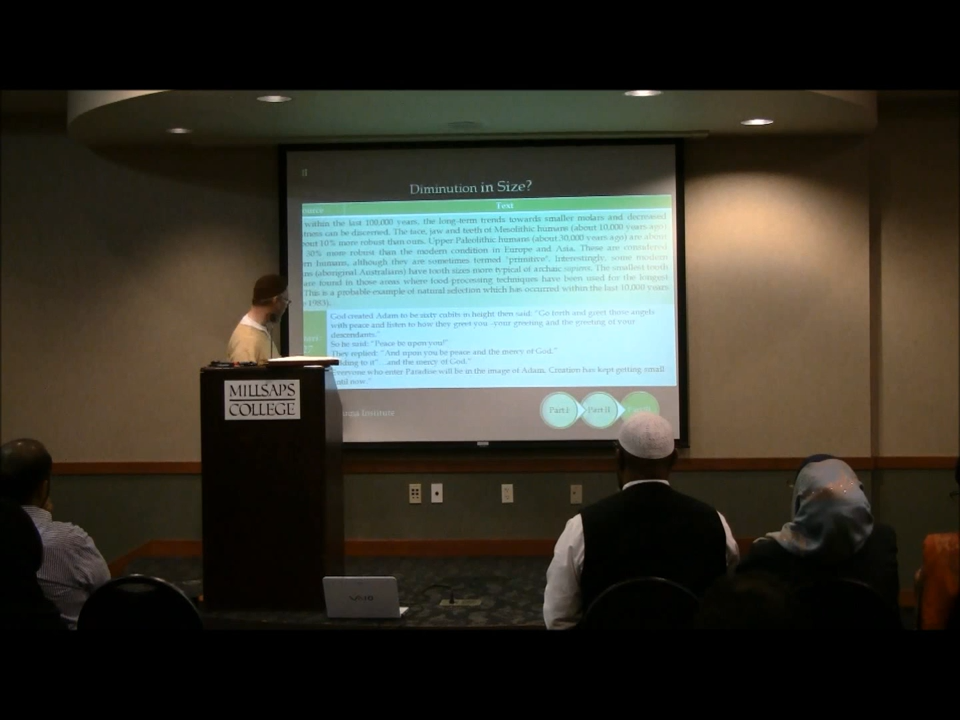 Diminution in Size?
Text
within the last 100,000 years, the long-term trends towards smaller molars and decreased
can be discerned. The face, jaw and teeth of Mesolithic humans (about 10,000 years ago)
10% more robust than ours. Upper Paleolithic humans (about 30,000 years ago) are about
30% more robust than the modern condition in Europe and Asia. These are considered
humans, although they are sometimes termed "primitive". Interestingly, some modern
(aboriginal Australians) have tooth sizes more typical of archaic sapiens. The smallest tooth
are found in those areas where food-processing techniques have been used for the longest
This is a probable example of natural selection which has occurred within the last 10,000 years
1983).
God created Adam to be sixty cubits in height then said: "Go forth and greet those angels
with peace and listen to how they greet you - your greeting and the greeting of your
descendants."
So he said: "Peace be upon you!"
They replied: "And upon you be peace and the mercy of God,"
to it" ...and the mercy of God."
Everyone who enter Paradise will be in the image of Adam. Creation has kept getting small
until now."
Institute
Part I
Part II
MILLSAPS
COLLEGE